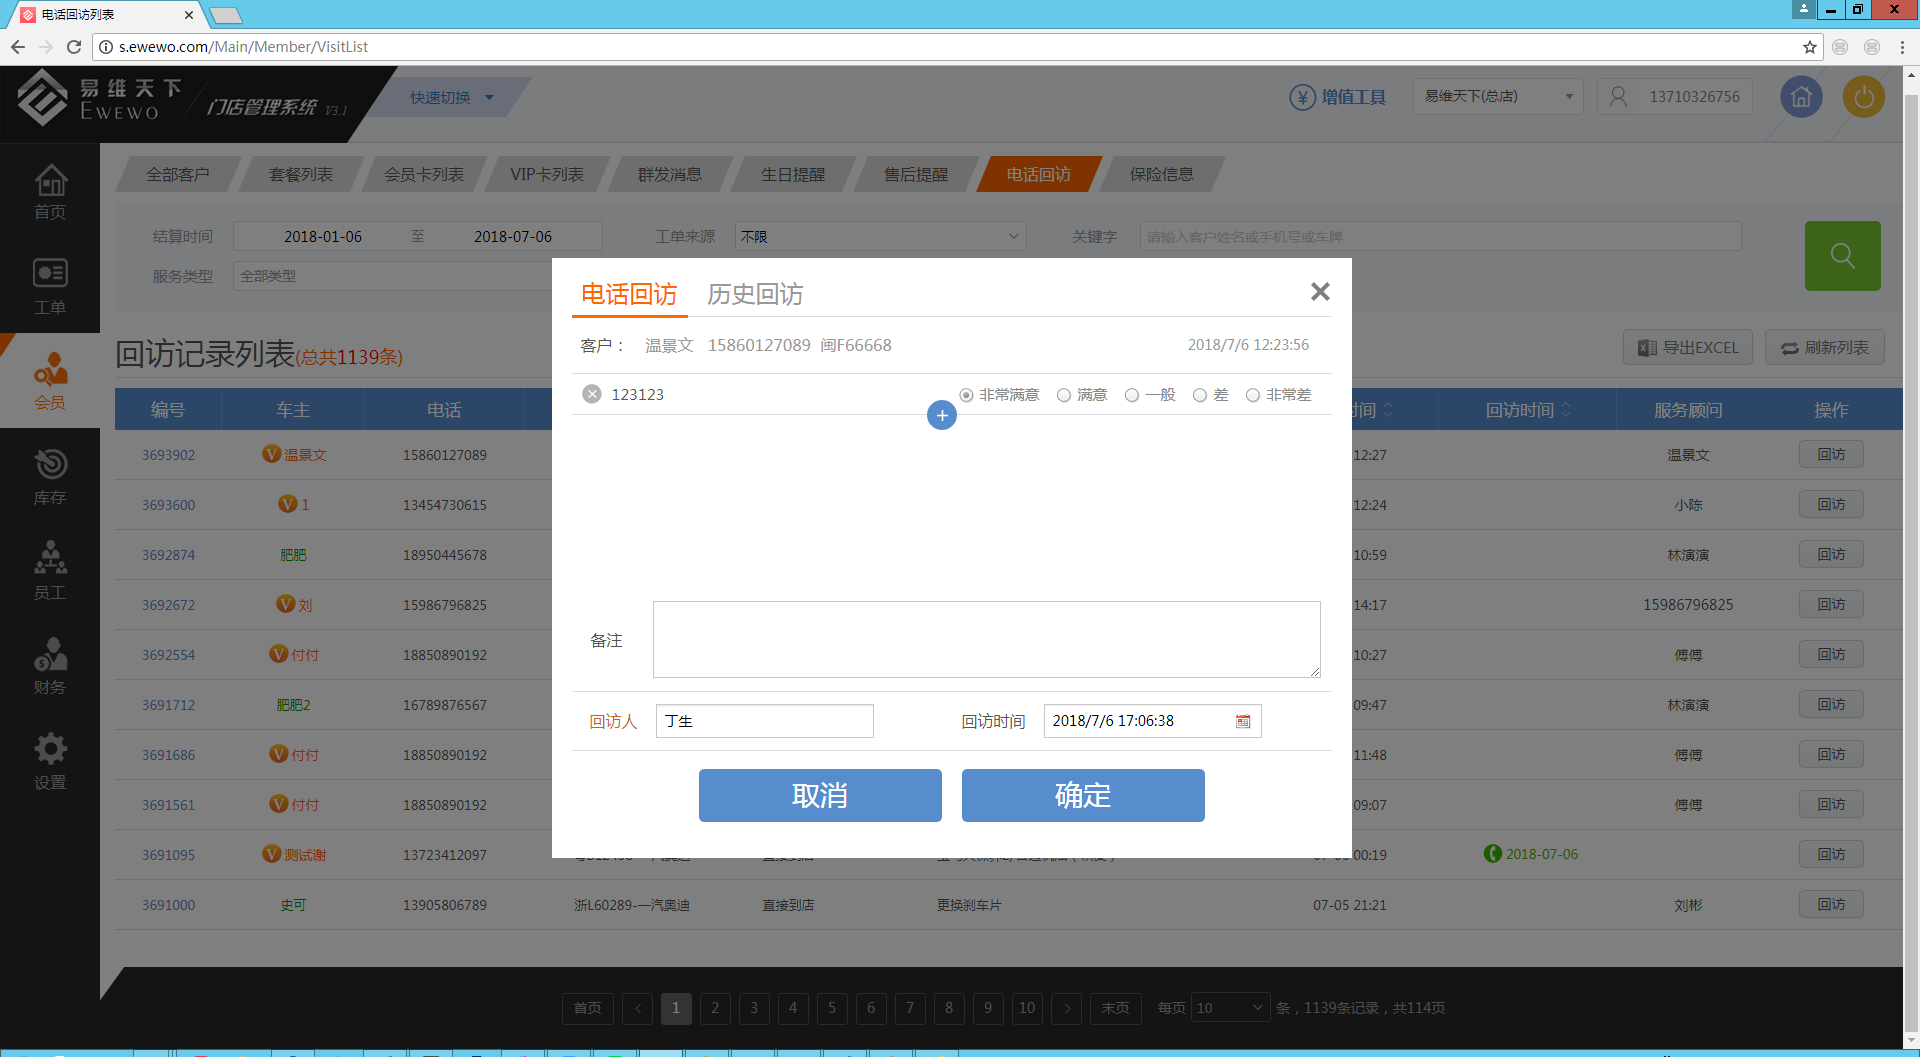 电话回访列表
s.ewewo.com/Main/Member/VisitList
易维天下
EWEWO
门店管理系统 V3.1
快速切换
增值工具
易维天下(总店)
13710326756
首页
工单
会员
库存
员工
财务
设置
全部客户 套餐列表 会员卡列表 VIP卡列表 群发消息 生日提醒 售后提醒 电话回访 保险信息
结算时间 2018-01-06 至 2018-07-06 工单来源 不限 关键字 请输入客户姓名或手机号或车牌
服务类型 全部类型
回访记录列表(总共1139条)
导出EXCEL 刷新列表
编号 车主 电话 时间 回访时间 服务顾问 操作
3693902 V 温景文 15860127089 12:27 温景文 回访
3693600 V 1 13454730615 12:24 小陈 回访
3692874 肥肥 18950445678 10:59 林演演 回访
3692672 V 刘 15986796825 14:17 15986796825 回访
3692554 V 付付 18850890192 10:27 傅傅 回访
3691712 肥肥2 16789876567 09:47 林演演 回访
3691686 V 付付 18850890192 11:48 傅傅 回访
3691561 V 付付 18850890192 09:07 傅傅 回访
3691095 V 测试谢 13723412097 00:19 2018-07-06 回访
3691000 史可 13905806789 浙L60289-一汽奥迪 直接到店 更换刹车片 07-05 21:21 刘彬 回访
电话回访 历史回访
客户： 温景文 15860127089 闽F66668 2018/7/6 12:23:56
123123 非常满意 满意 一般 差 非常差
备注
回访人 丁生 回访时间 2018/7/6 17:06:38
取消 确定
首页 < 1 2 3 4 5 6 7 8 9 10 > 末页 每页 10 条，1139条记录，共114页